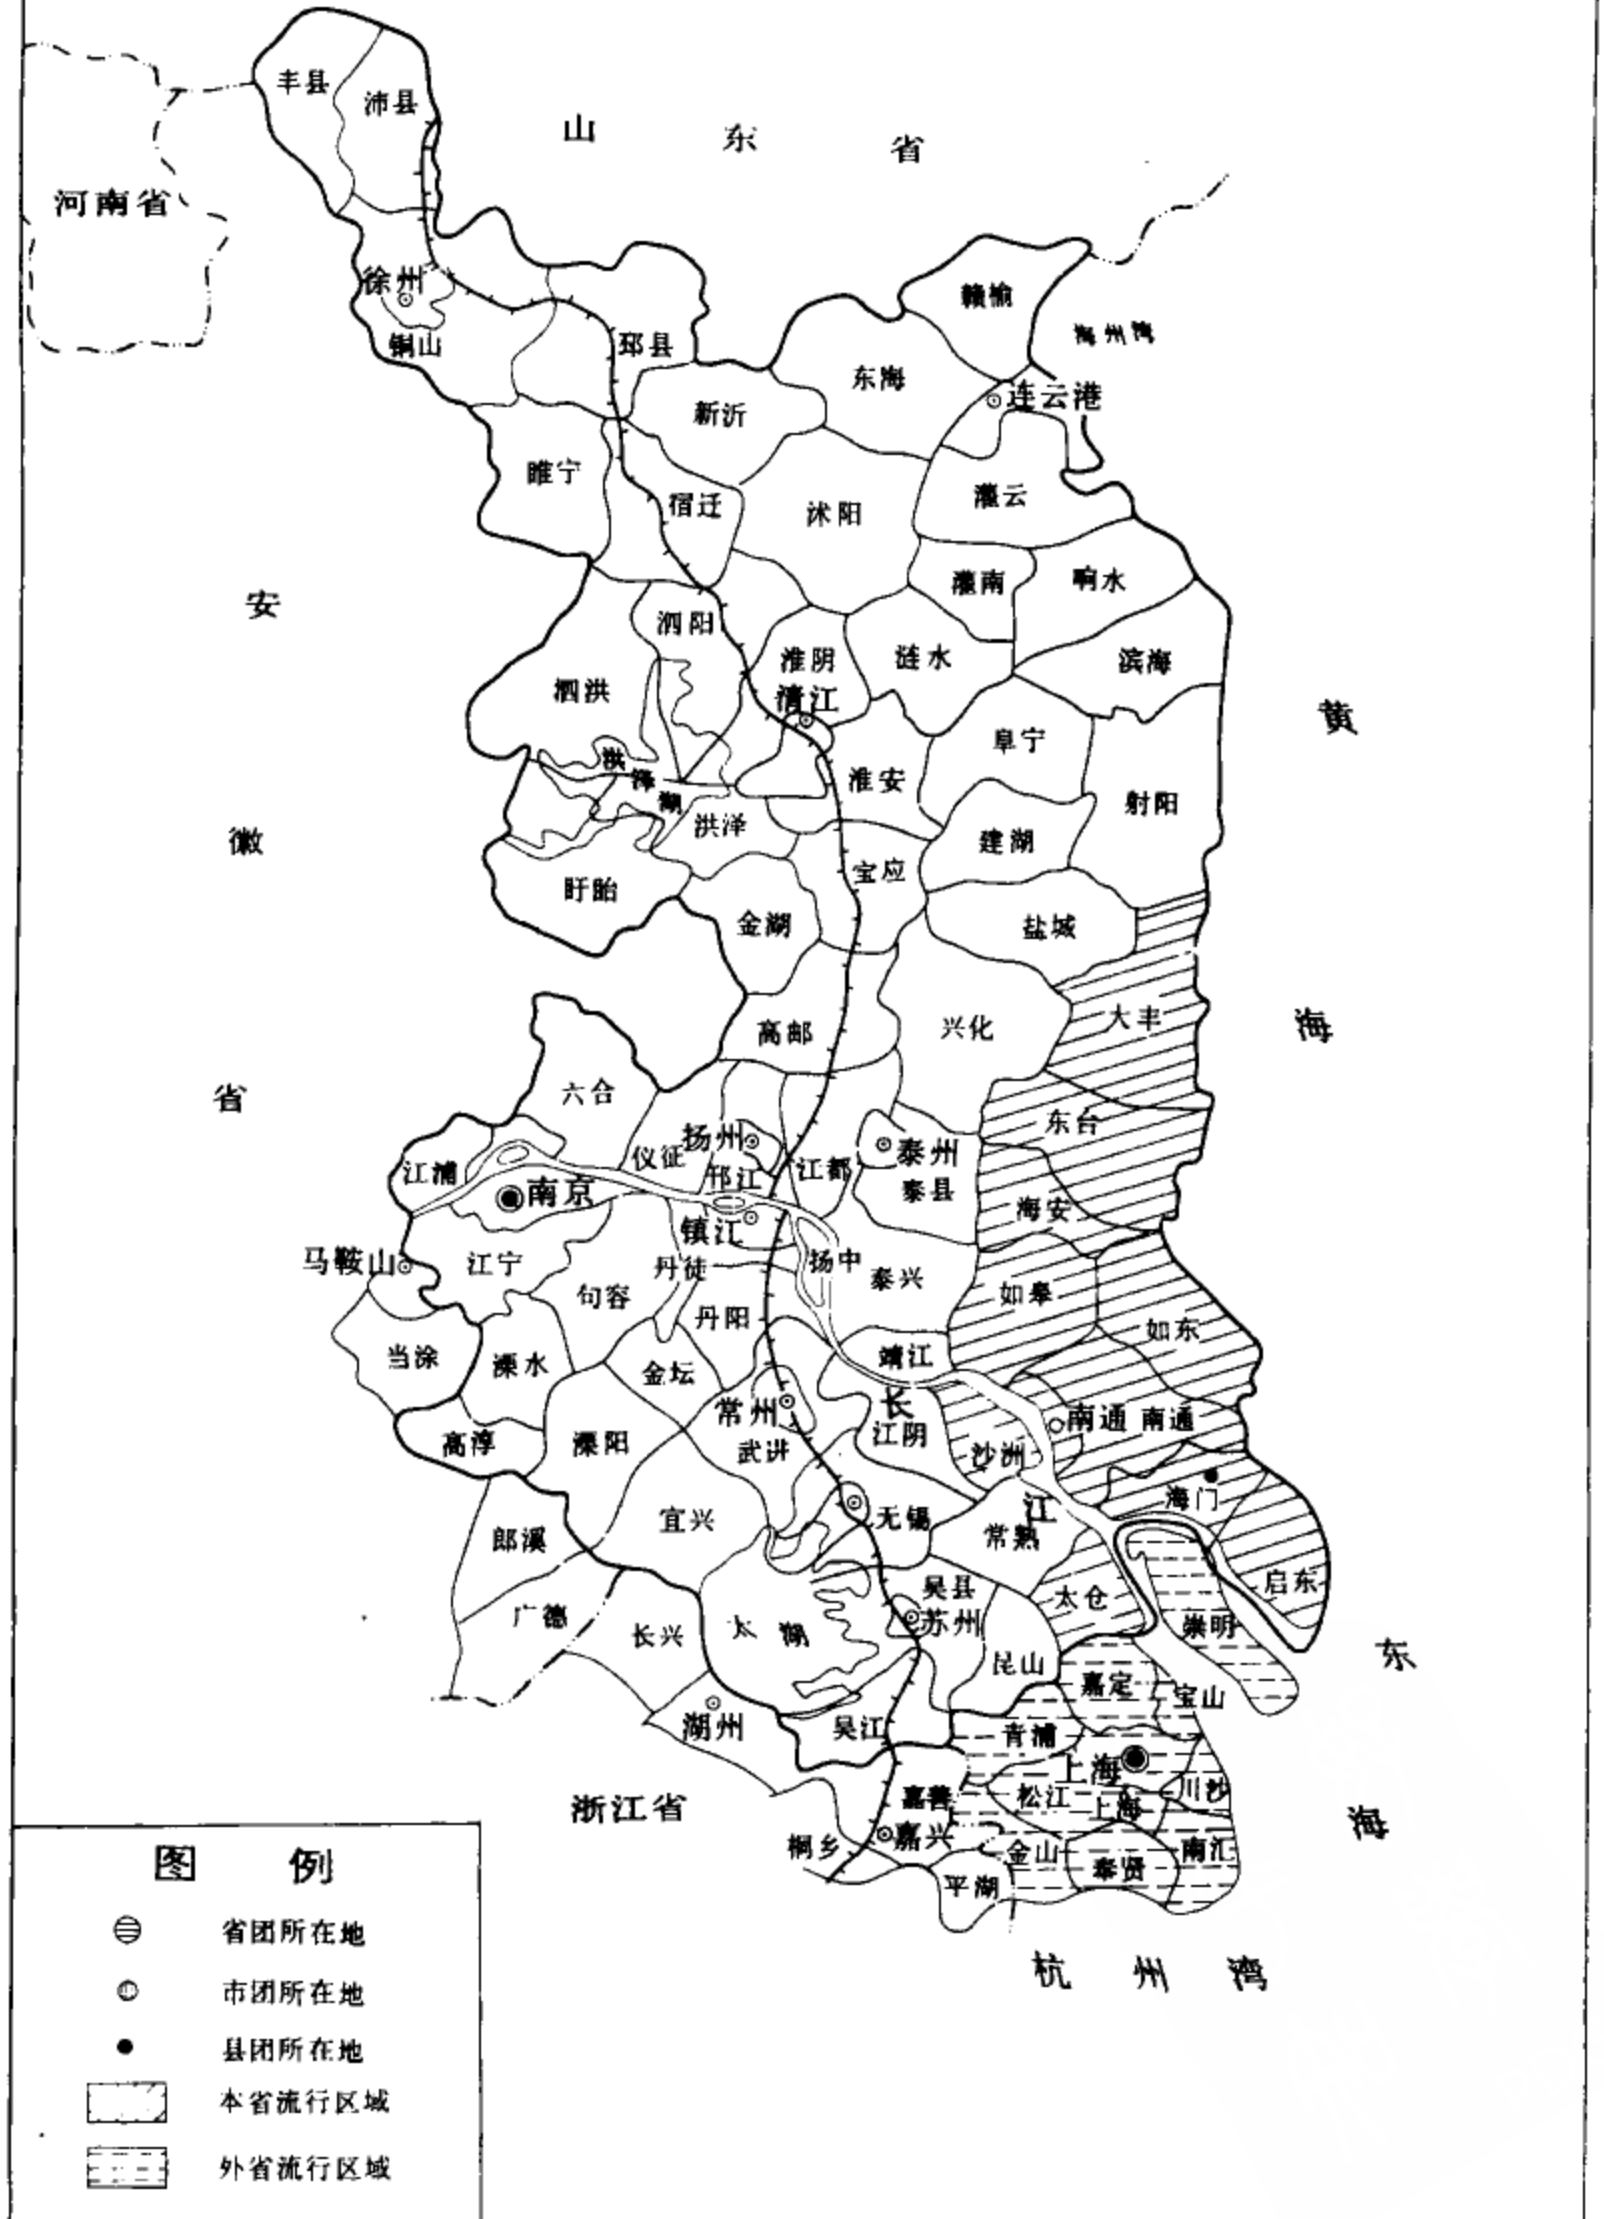 丰县
沛县
山东省
河南省
徐州
铜山
邳县
赣榆
海州湾
东海
连云港
新沂
睢宁
宿迁
沭阳
灌云
灌南
响水
安徽省
泗阳
淮阴
涟水
滨海
泗洪
清江
黄海
阜宁
洪泽湖
淮安
射阳
洪泽
建湖
宝应
盱眙
金湖
盐城
大丰
高邮
兴化
六合
东台
扬州
仪征
泰州
江浦
邗江
江都
泰县
南京
海安
镇江
马鞍山
江宁
丹徒
扬中
泰兴
句容
如皋
丹阳
如东
当涂
溧水
金坛
靖江
长江
常州
南通
南通
高淳
溧阳
武进
江阴
沙洲
海门
宜兴
无锡
常熟
郎溪
吴县
太仓
启东
广德
长兴
太湖
苏州
崇明
昆山
东海
嘉定
宝山
湖州
吴江
青浦
上海
浙江省
嘉善
松江
上海
川沙
桐乡
嘉兴
金山
奉贤
南汇
平湖
杭州湾
图例
省团所在地
市团所在地
县团所在地
本省流行区域
外省流行区域